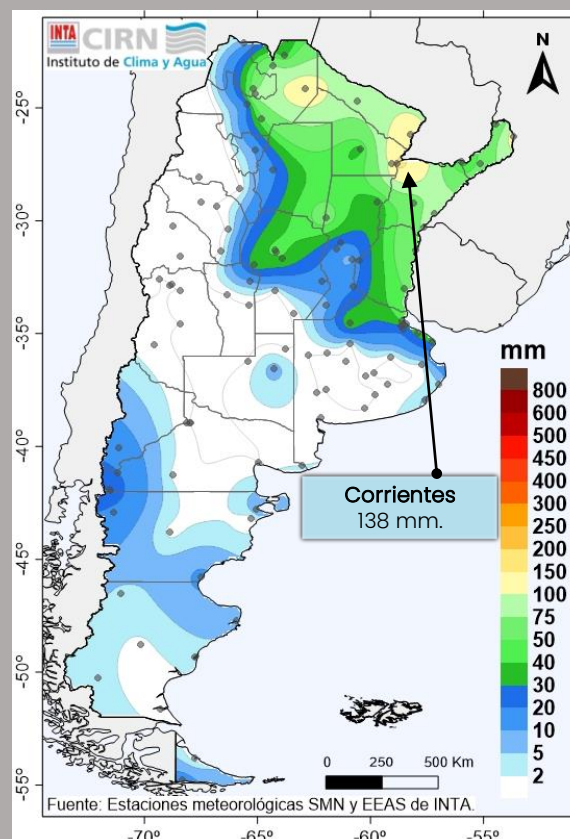 INTA CIRN
Instituto de Clima y Agua
N
-25°
-30°
-35°
-40°
-45°
-50°
-55°
mm
800
600
500
450
400
300
250
200
150
100
75
50
40
30
20
10
5
2
Corrientes
138 mm.
0 250 500 Km
Fuente: Estaciones meteorológicas SMN y EEAS de INTA.
-70° -65° -60° -55°